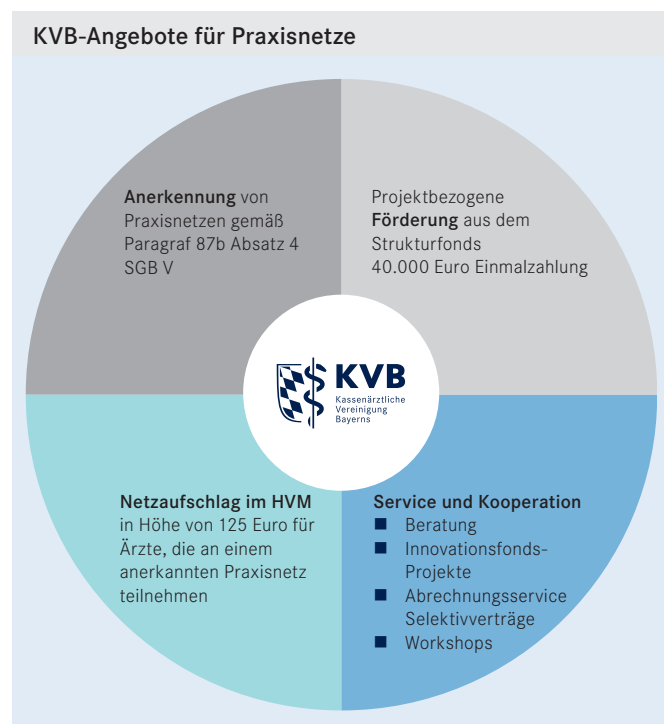 KVB-Angebote für Praxisnetze
Anerkennung von
Praxisnetzen gemäß
Paragraf 87b Absatz 4
SGB V
Projektbezogene
Förderung aus dem
Strukturfonds
40.000 Euro Einmalzahlung
KVB
Kassenärztliche
Vereinigung
Bayerns
Netzaufschlag im HVM
in Höhe von 125 Euro für
Ärzte, die an einem
anerkannten Praxisnetz
teilnehmen
Service und Kooperation
■ Beratung
■ Innovationsfonds-
Projekte
■ Abrechnungsservice
Selektivverträge
■ Workshops